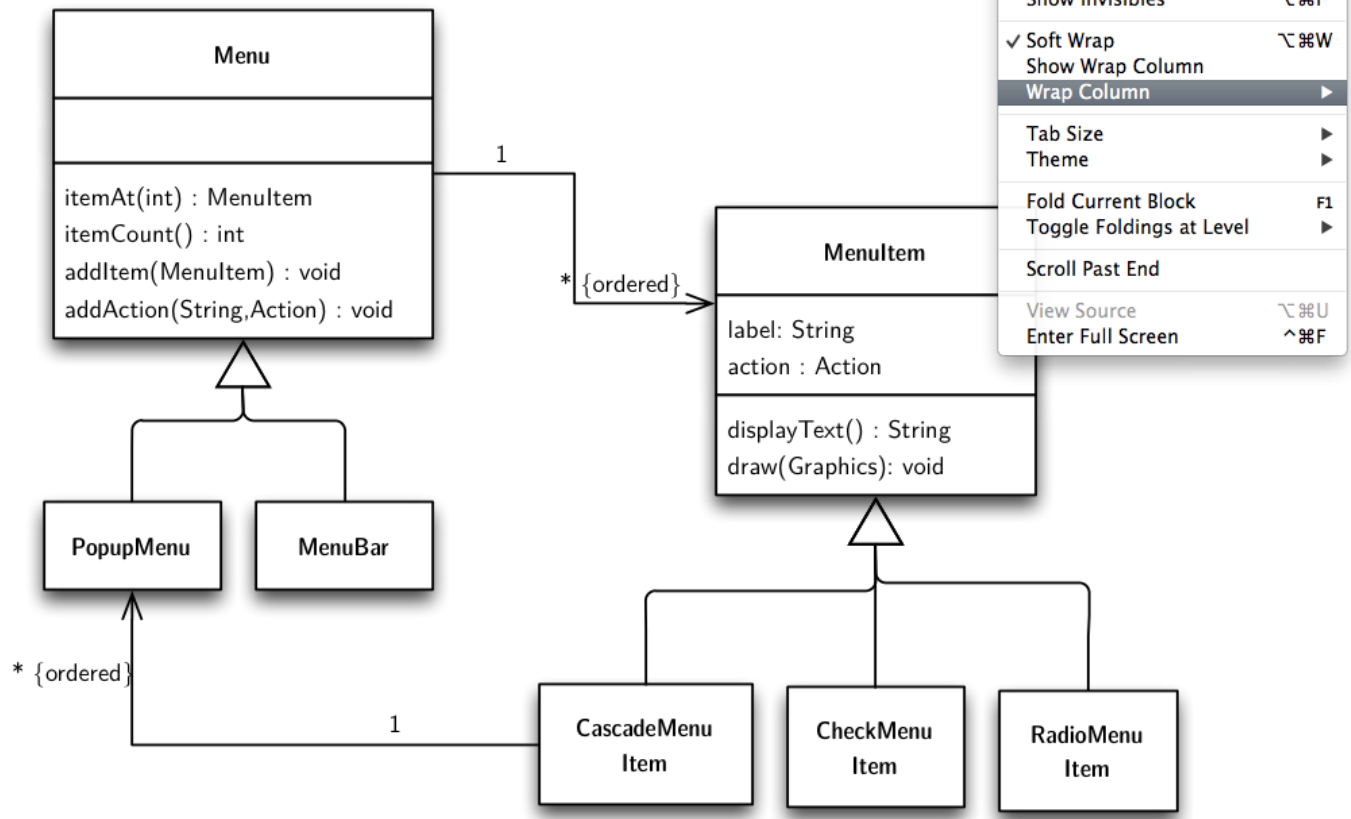 Menu
itemAt(int) : MenuItem
itemCount() : int
addItem(MenuItem) : void
addAction(String,Action) : void
1
* {ordered}
MenuItem
label: String
action : Action
displayText() : String
draw(Graphics): void
PopupMenu
MenuBar
* {ordered}
1
CascadeMenu
Item
CheckMenu
Item
RadioMenu
Item
Show Invisibles ⌥⌘I
✓ Soft Wrap ⌥⌘W
Show Wrap Column
Wrap Column ▶
Tab Size ▶
Theme ▶
Fold Current Block F1
Toggle Foldings at Level ▶
Scroll Past End
View Source ⌥⌘U
Enter Full Screen ^⌘F